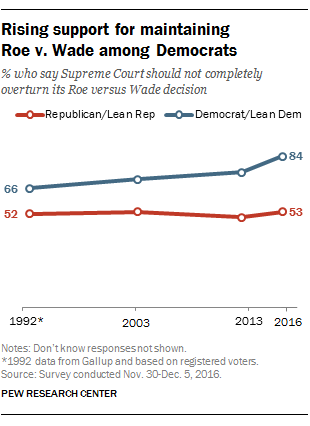 Rising support for maintaining
Roe v. Wade among Democrats
% who say Supreme Court should not completely
overturn its Roe versus Wade decision
Republican/Lean Rep Democrat/Lean Dem
84
66
52 53
1992* 2003 2013 2016
Notes: Don't know responses not shown.
*1992 data from Gallup and based on registered voters.
Source: Survey conducted Nov. 30-Dec. 5, 2016.
PEW RESEARCH CENTER